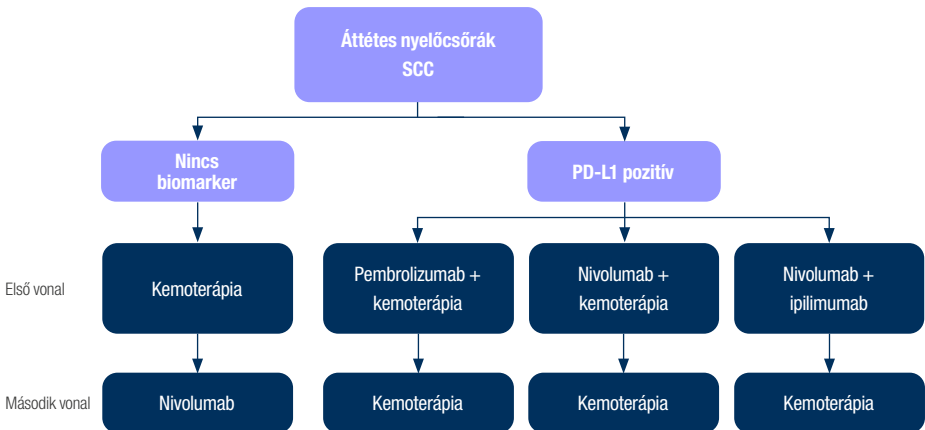 Áttétes nyelőcsőrák
SCC
Nincs
biomarker
PD-L1 pozitív
Első vonal
Kemoterápia
Pembrolizumab +
kemoterápia
Nivolumab +
kemoterápia
Nivolumab +
ipilimumab
Második vonal
Nivolumab
Kemoterápia
Kemoterápia
Kemoterápia